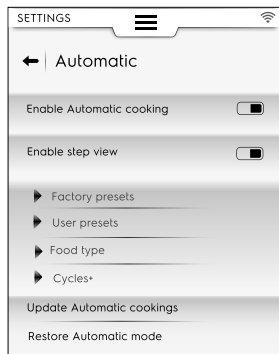 SETTINGS
Automatic
Enable Automatic cooking
Enable step view
Factory presets
User presets
Food type
Cycles+
Update Automatic cookings
Restore Automatic mode